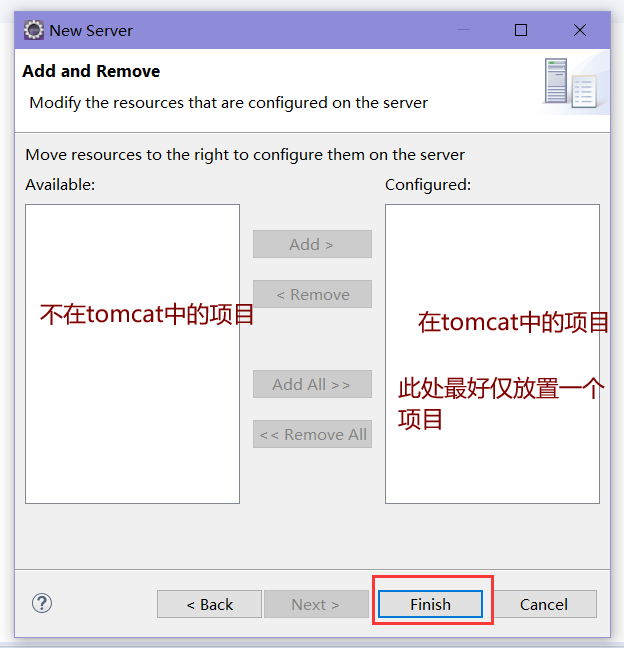 New Server
Add and Remove
Modify the resources that are configured on the server
Move resources to the right to configure them on the server
Available:
Configured:
Add >
< Remove
不在tomcat中的项目
在tomcat中的项目
Add All >>
此处最好仅放置一个
项目
<< Remove All
?
< Back
Next >
Finish
Cancel